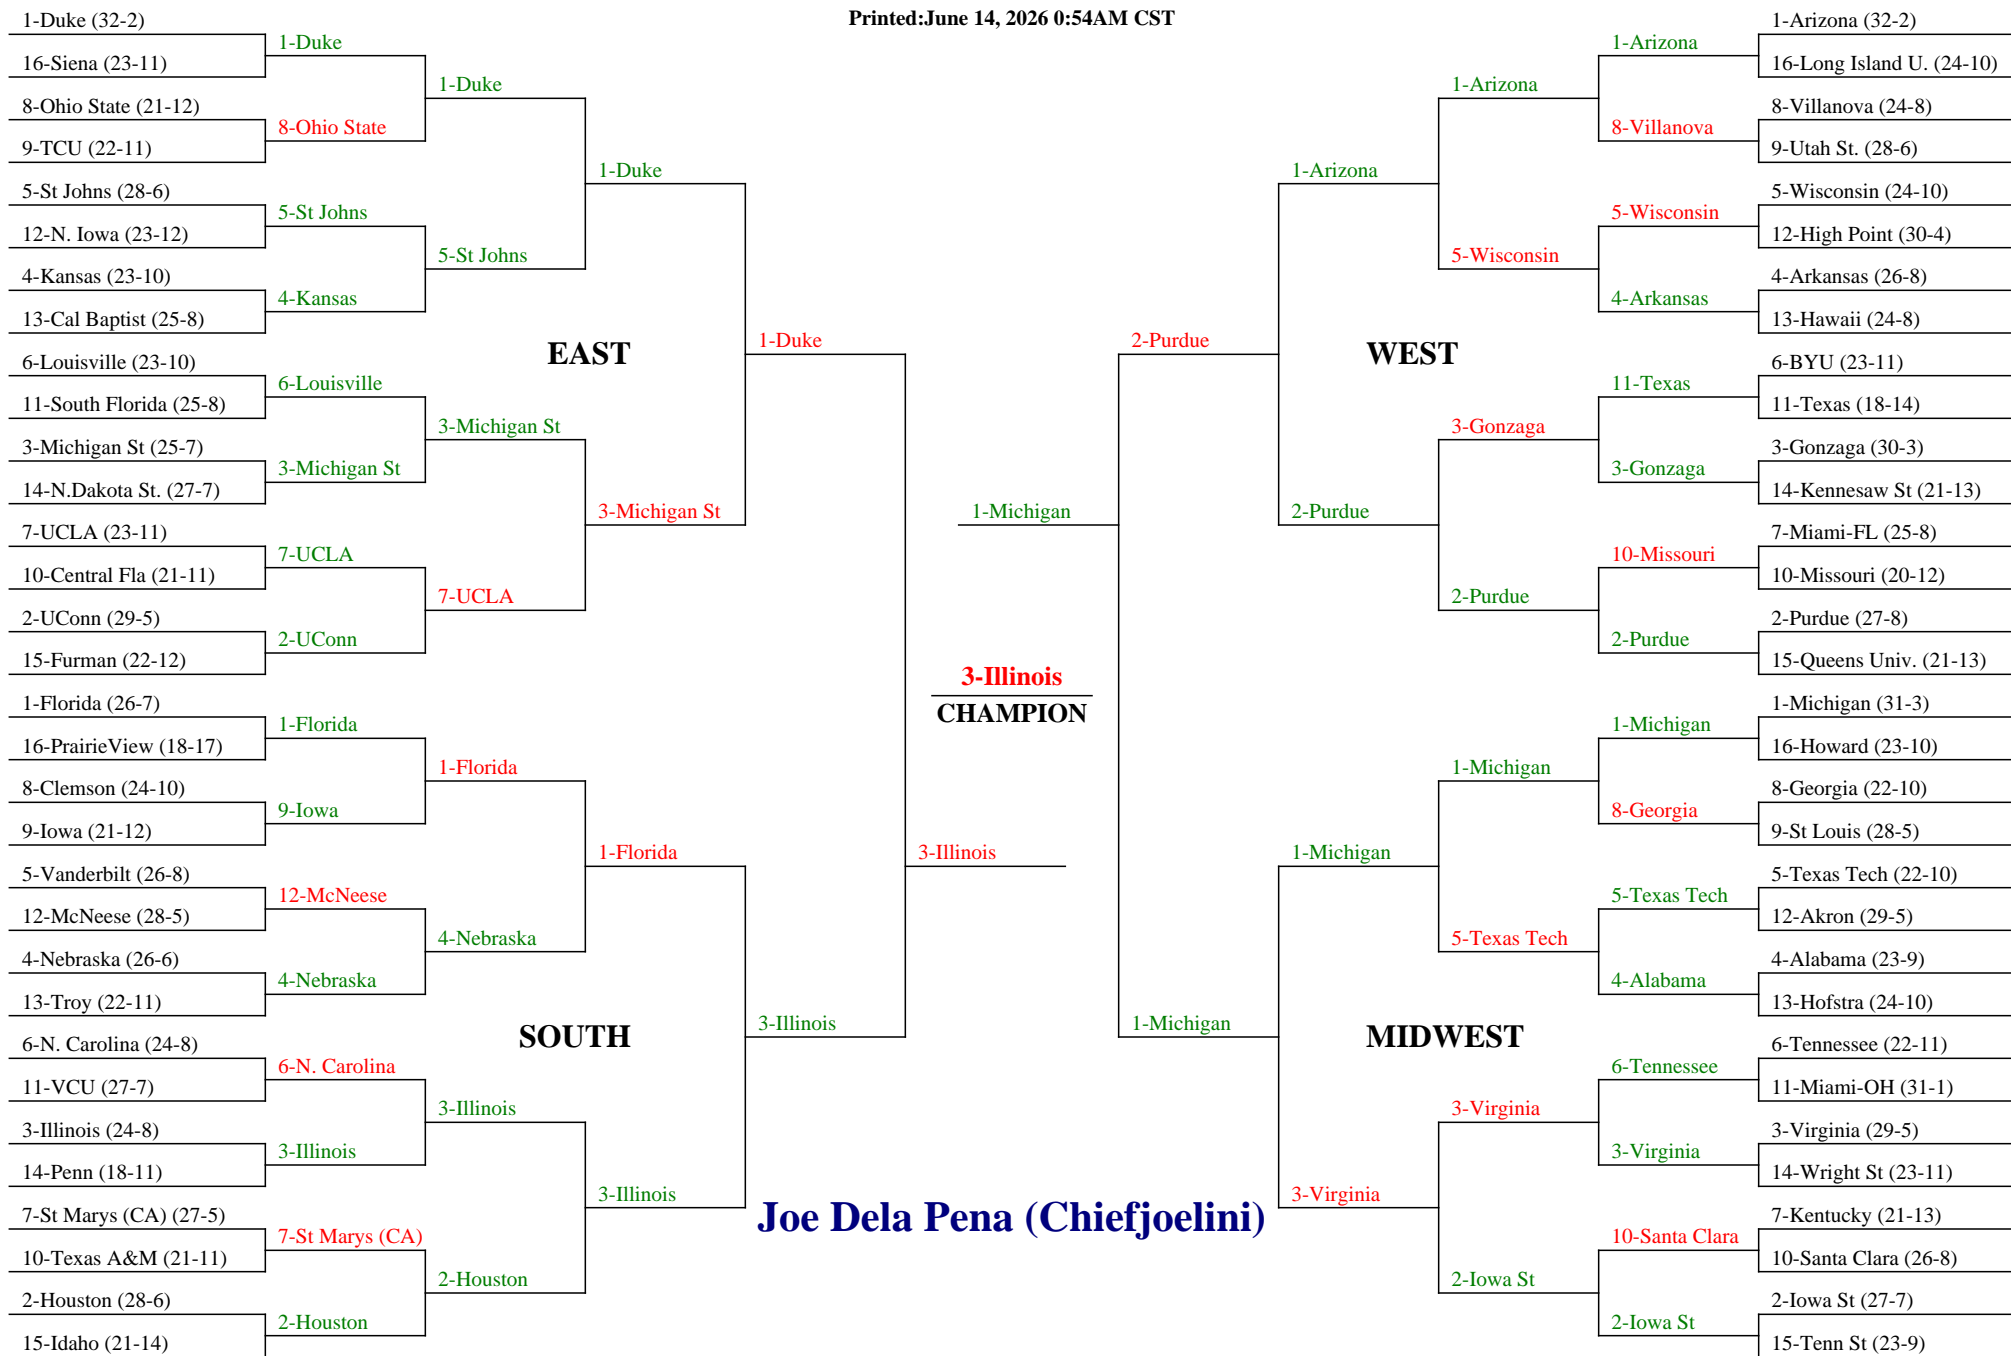 Printed:June 14, 2026 0:54AM CST
1-Duke (32-2)
16-Siena (23-11)
8-Ohio State (21-12)
9-TCU (22-11)
5-St Johns (28-6)
12-N. Iowa (23-12)
4-Kansas (23-10)
13-Cal Baptist (25-8)
6-Louisville (23-10)
11-South Florida (25-8)
3-Michigan St (25-7)
14-N.Dakota St. (27-7)
7-UCLA (23-11)
10-Central Fla (21-11)
2-UConn (29-5)
15-Furman (22-12)
1-Florida (26-7)
16-PrairieView (18-17)
8-Clemson (24-10)
9-Iowa (21-12)
5-Vanderbilt (26-8)
12-McNeese (28-5)
4-Nebraska (26-6)
13-Troy (22-11)
6-N. Carolina (24-8)
11-VCU (27-7)
3-Illinois (24-8)
14-Penn (18-11)
7-St Marys (CA) (27-5)
10-Texas A&M (21-11)
2-Houston (28-6)
15-Idaho (21-14)
1-Duke
8-Ohio State
5-St Johns
4-Kansas
6-Louisville
3-Michigan St
7-UCLA
2-UConn
1-Florida
9-Iowa
12-McNeese
4-Nebraska
6-N. Carolina
3-Illinois
7-St Marys (CA)
2-Houston
1-Duke
5-St Johns
3-Michigan St
7-UCLA
1-Florida
4-Nebraska
3-Illinois
2-Houston
EAST
SOUTH
1-Duke
3-Michigan St
1-Florida
3-Illinois
1-Duke
3-Illinois
3-Illinois
1-Michigan
3-Illinois
CHAMPION
Joe Dela Pena (Chiefjoelini)
2-Purdue
1-Michigan
1-Arizona
2-Purdue
1-Michigan
3-Virginia
WEST
MIDWEST
1-Arizona
5-Wisconsin
3-Gonzaga
2-Purdue
1-Michigan
5-Texas Tech
3-Virginia
2-Iowa St
1-Arizona
8-Villanova
5-Wisconsin
4-Arkansas
11-Texas
3-Gonzaga
10-Missouri
2-Purdue
1-Michigan
8-Georgia
5-Texas Tech
4-Alabama
6-Tennessee
3-Virginia
10-Santa Clara
2-Iowa St
1-Arizona (32-2)
16-Long Island U. (24-10)
8-Villanova (24-8)
9-Utah St. (28-6)
5-Wisconsin (24-10)
12-High Point (30-4)
4-Arkansas (26-8)
13-Hawaii (24-8)
6-BYU (23-11)
11-Texas (18-14)
3-Gonzaga (30-3)
14-Kennesaw St (21-13)
7-Miami-FL (25-8)
10-Missouri (20-12)
2-Purdue (27-8)
15-Queens Univ. (21-13)
1-Michigan (31-3)
16-Howard (23-10)
8-Georgia (22-10)
9-St Louis (28-5)
5-Texas Tech (22-10)
12-Akron (29-5)
4-Alabama (23-9)
13-Hofstra (24-10)
6-Tennessee (22-11)
11-Miami-OH (31-1)
3-Virginia (29-5)
14-Wright St (23-11)
7-Kentucky (21-13)
10-Santa Clara (26-8)
2-Iowa St (27-7)
15-Tenn St (23-9)